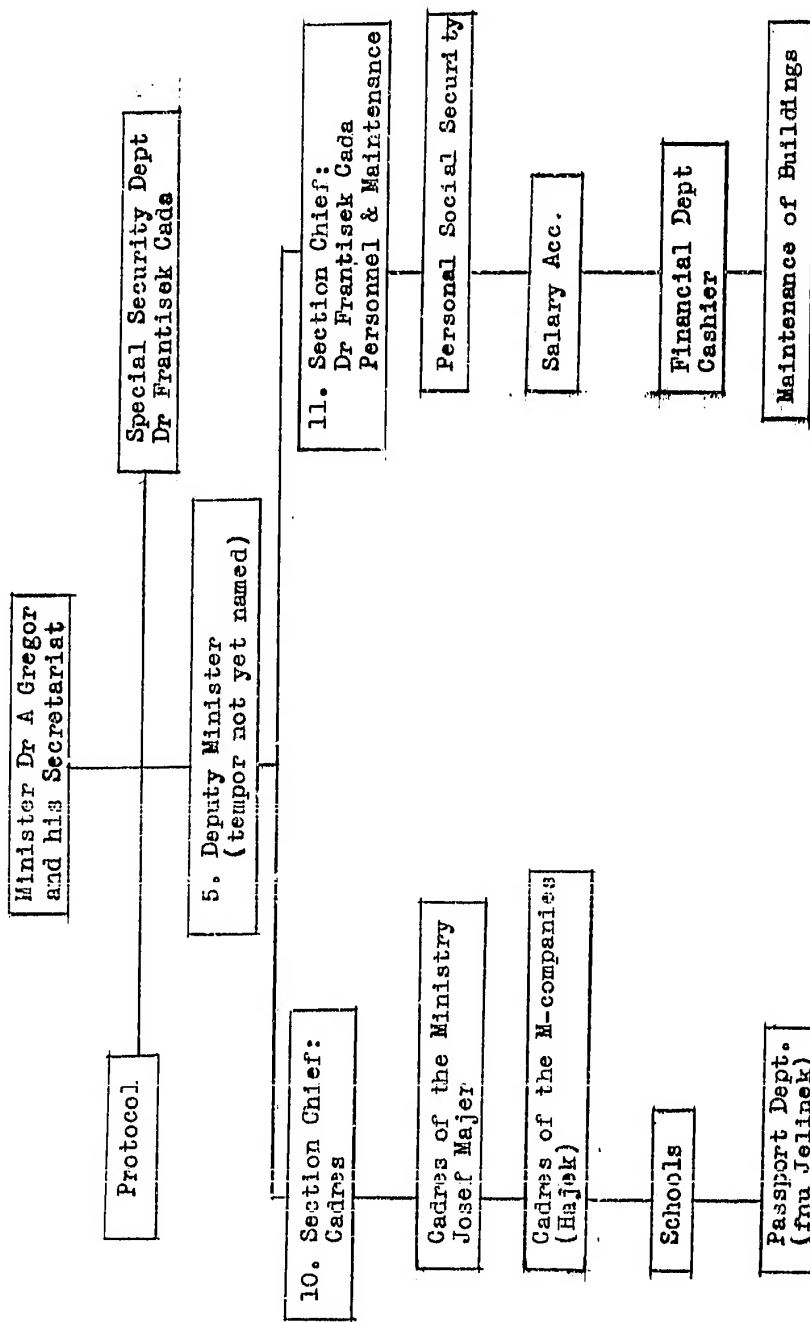 Minister Dr A Gregor
and his Secretariat
Protocol
Special Security Dept
Dr Frantisek Cada
5. Deputy Minister
(tempor not yet named)
10. Section Chief:
Cadres
Cadres of the Ministry
Josef Majer
Cadres of the M-companies
(Hajek)
Schools
Passport Dept.
(fnu Jelinek)
11. Section Chief:
Dr Frantisek Cada
Personnel & Maintenance
Personal Social Security
Salary Acc.
Financial Dept
Cashier
Maintenance of Buildings